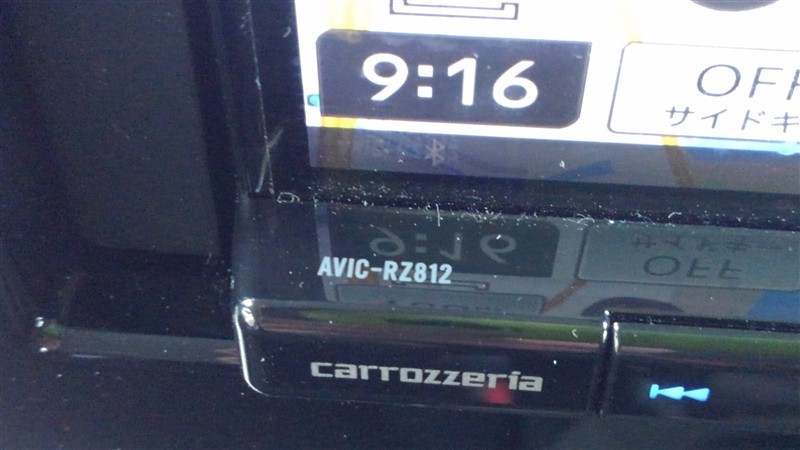 9:16
OFF
サイドキ
AVIC-RZ812
carrozzeria